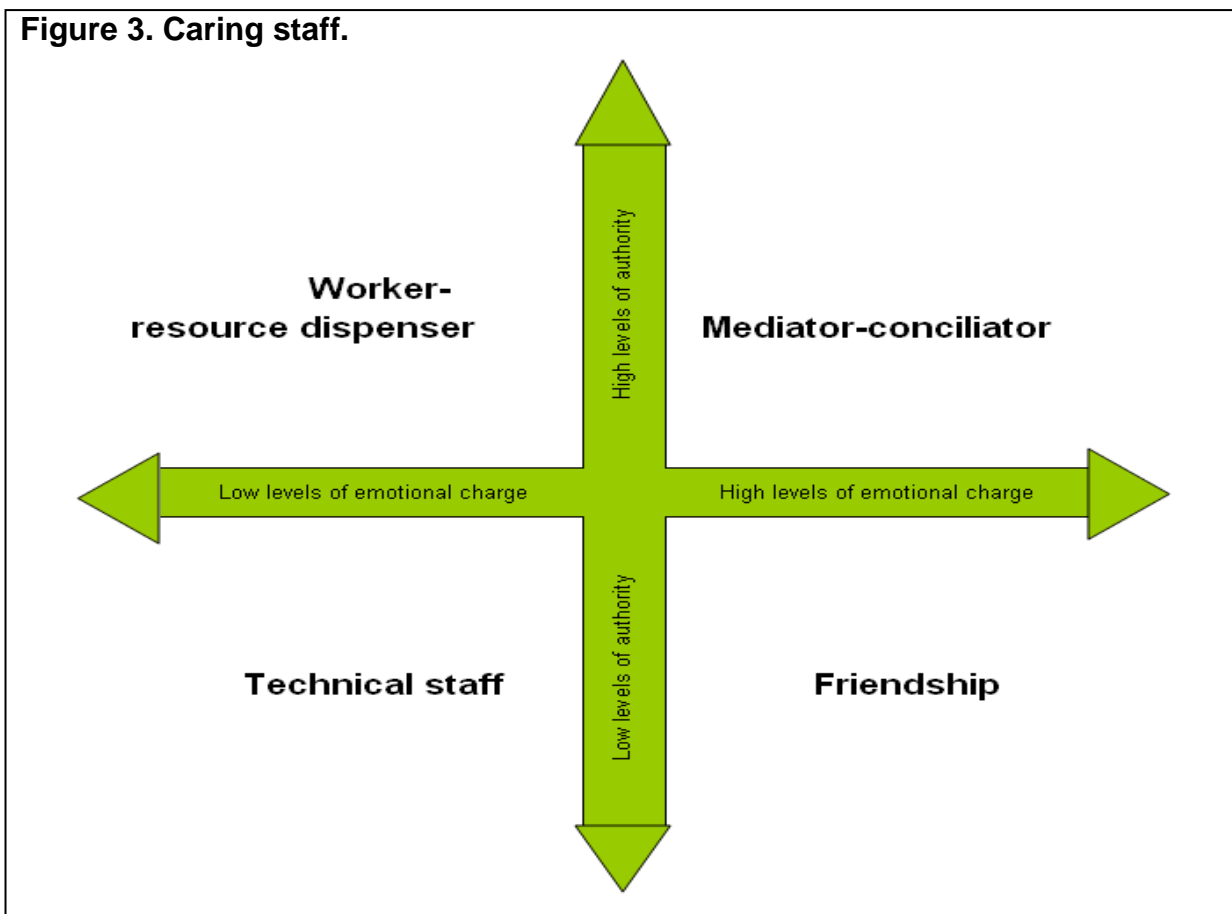 Figure 3. Caring staff.
High levels of authority
Worker-
resource dispenser
Mediator-conciliator
Low levels of emotional charge
High levels of emotional charge
Low levels of authority
Technical staff
Friendship